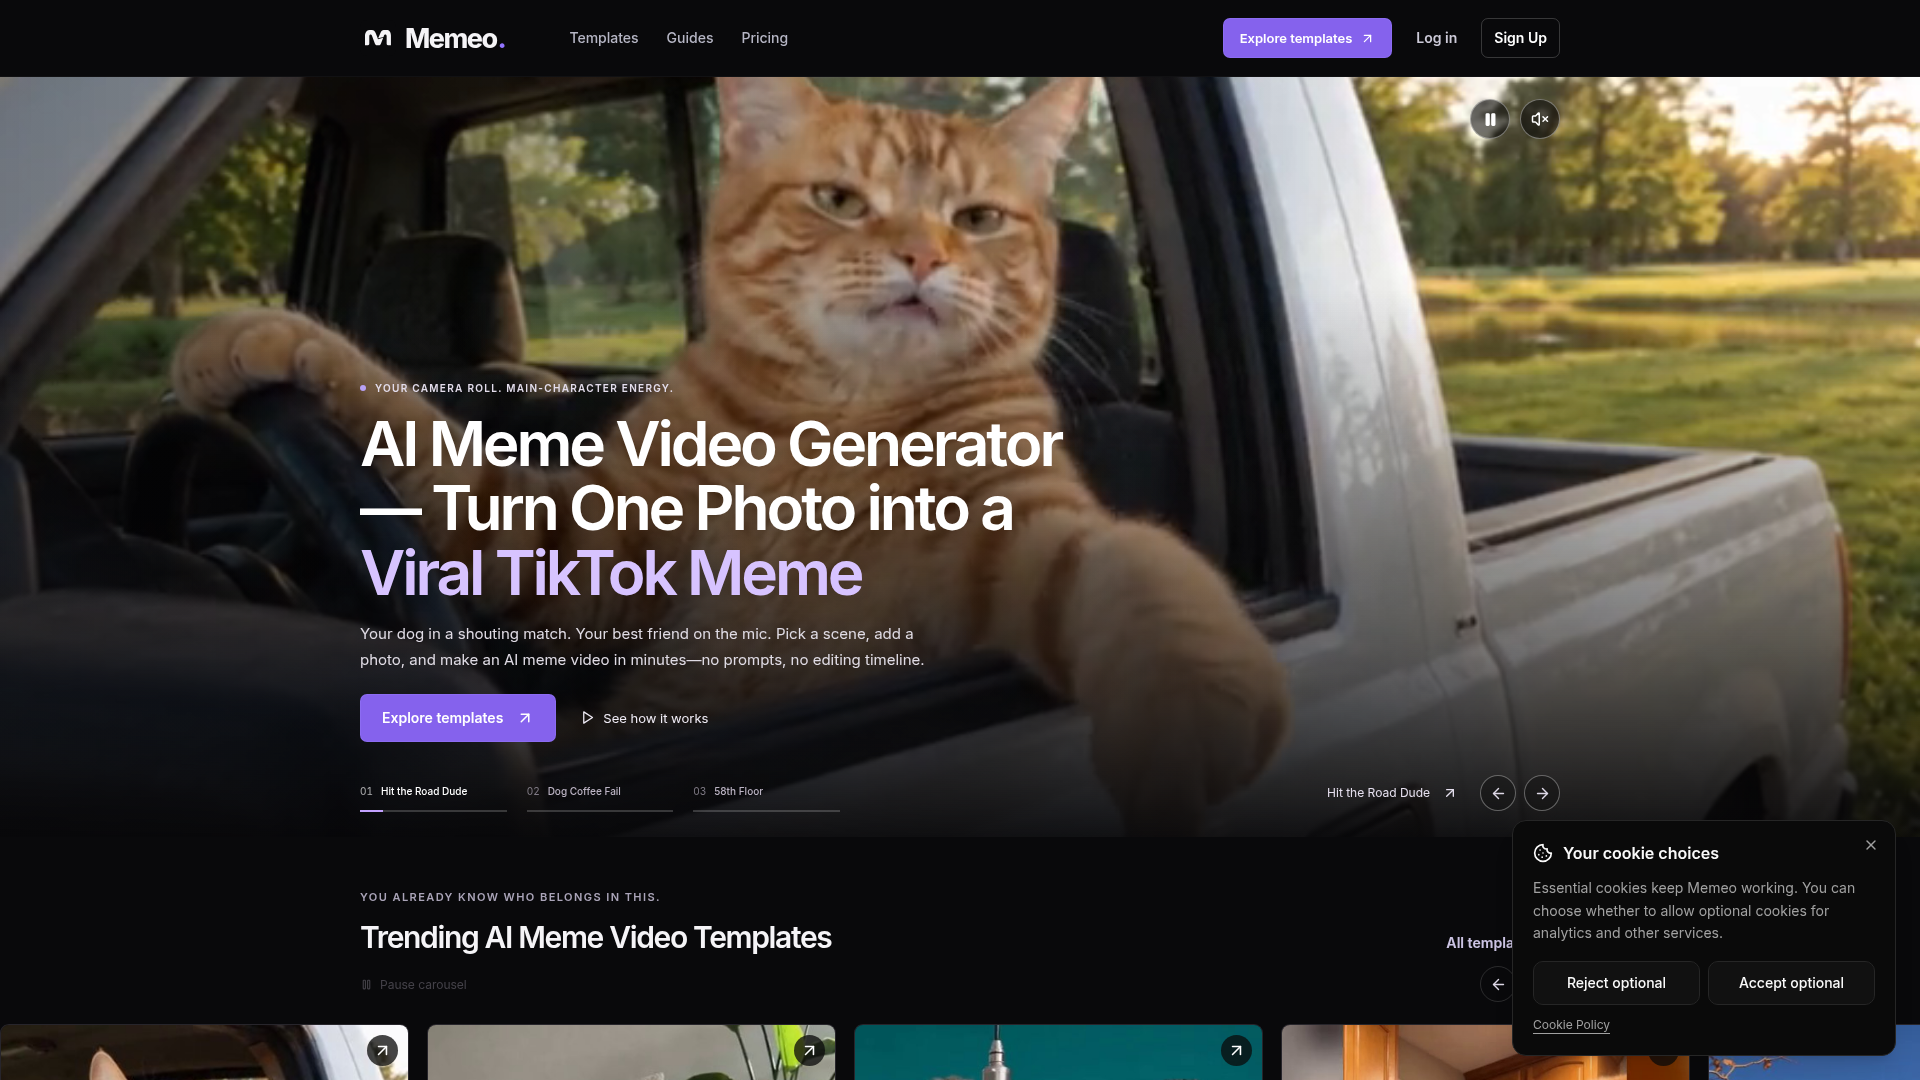 Memeo.
Templates
Guides
Pricing
Explore templates
Log in
Sign Up
YOUR CAMERA ROLL. MAIN-CHARACTER ENERGY.
AI Meme Video Generator
— Turn One Photo into a
Viral TikTok Meme
Your dog in a shouting match. Your best friend on the mic. Pick a scene, add a
photo, and make an AI meme video in minutes—no prompts, no editing timeline.
Explore templates
See how it works
01 Hit the Road Dude
02 Dog Coffee Fail
03 58th Floor
Hit the Road Dude
YOU ALREADY KNOW WHO BELONGS IN THIS.
Trending AI Meme Video Templates
All templa
Pause carousel
Your cookie choices
Essential cookies keep Memeo working. You can
choose whether to allow optional cookies for
analytics and other services.
Reject optional
Accept optional
Cookie Policy